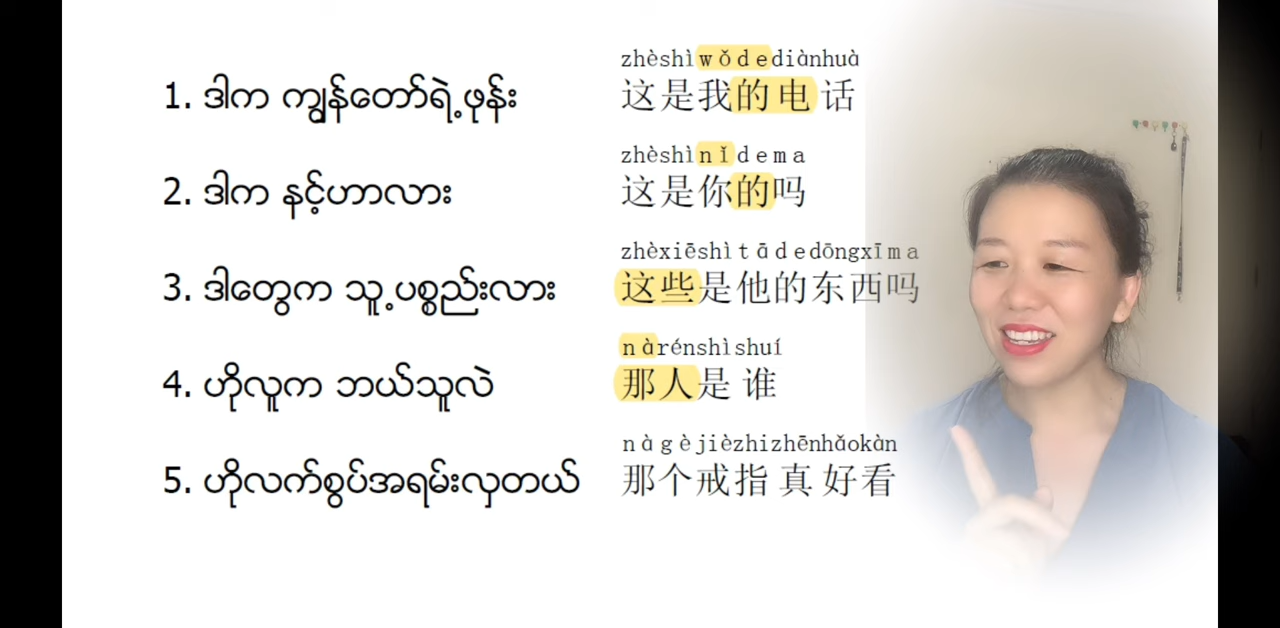 zhèshìwǒdediànhuà
1. ဒါက ကျွန်တော်ရဲ့ဖုန်း 这是我的电话
zhèshìnǐdema
2. ဒါက နင့်ဟာလား 这是你的吗
zhèxiēshìtādedōngxīma
3. ဒါတွေက သူ့ပစ္စည်းလား 这些是他的东西吗
nàrénshìshuí
4. ဟိုလူက ဘယ်သူလဲ 那人是谁
nàgèjièzhizhēnhǎokàn
5. ဟိုလက်စွပ်အရမ်းလှတယ် 那个戒指真好看